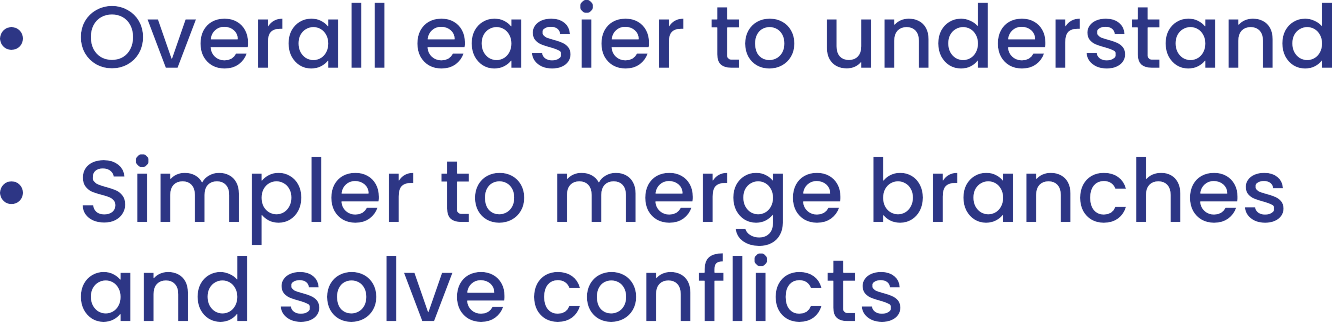 • Overall easier to understand
• Simpler to merge branches
and solve conflicts